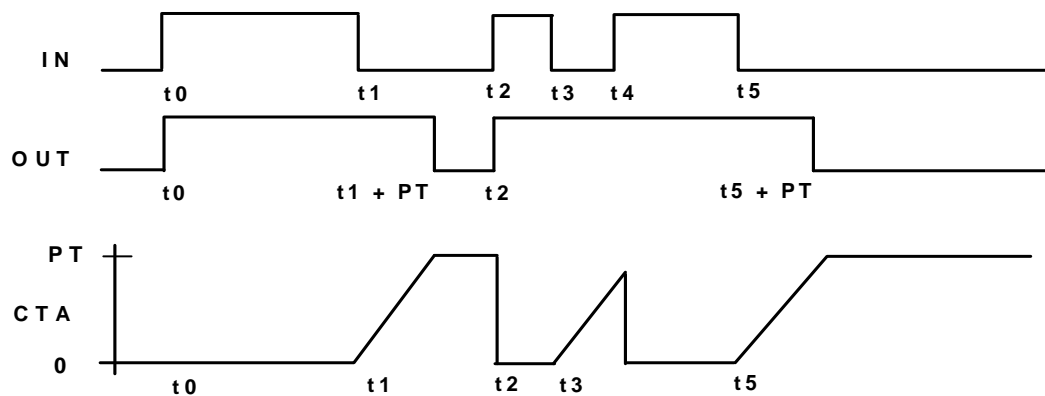 IN
t0 t1 t2 t3 t4 t5
OUT
t0 t1 + PT t2 t5 + PT
PT
CTA
0
t0 t1 t2 t3 t5